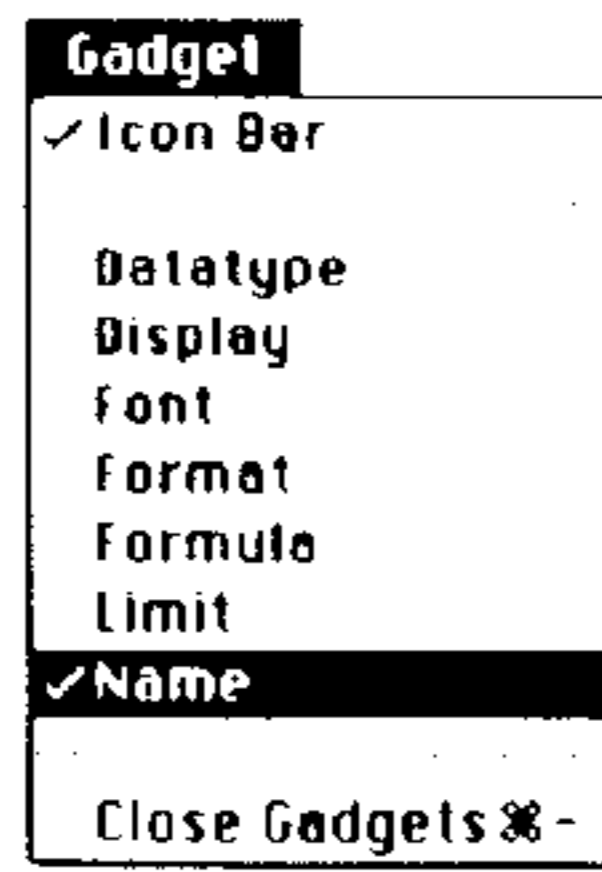 Gadget
✓Icon Bar
Datatype
Display
Font
Format
Formula
Limit
✓Name
Close Gadgets ⌘-